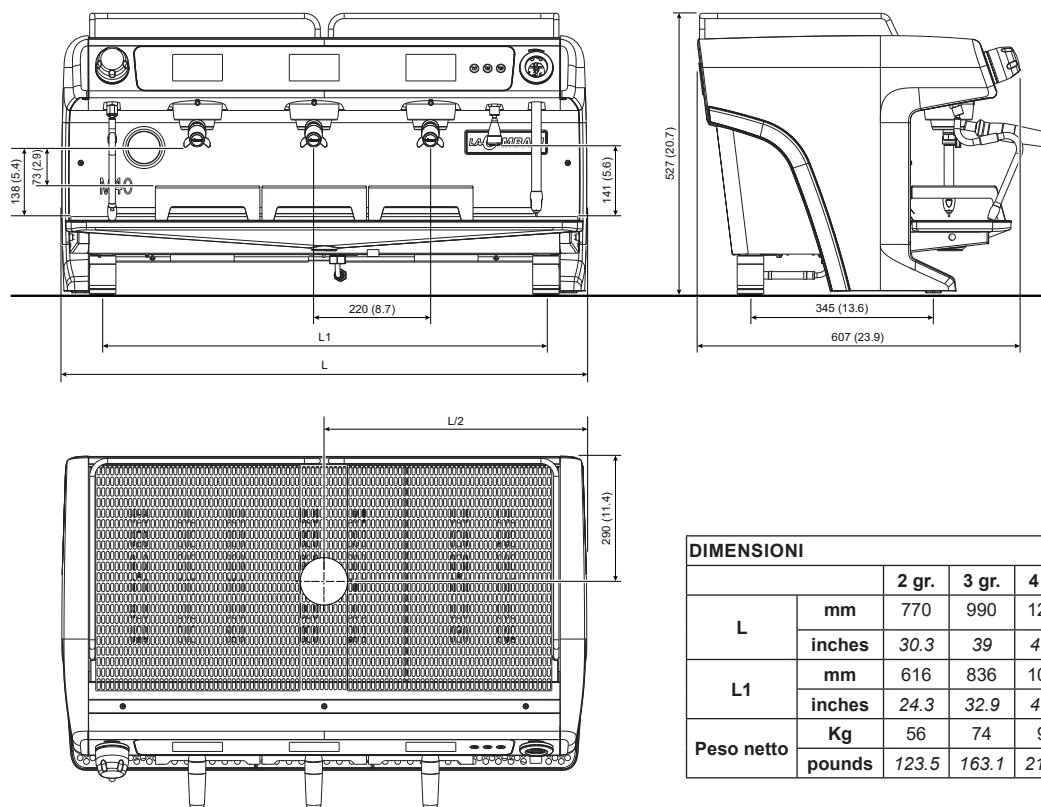 138 (5.4)
73 (2.9)
M40
141 (5.6)
220 (8.7)
L1
L
527 (20.7)
345 (13.6)
607 (23.9)
L/2
290 (11.4)
DIMENSIONI
2 gr. 3 gr. 4
L mm 770 990
inches 30.3 39
L1 mm 616 836
inches 24.3 32.9
Peso netto Kg 56 74
pounds 123.5 163.1